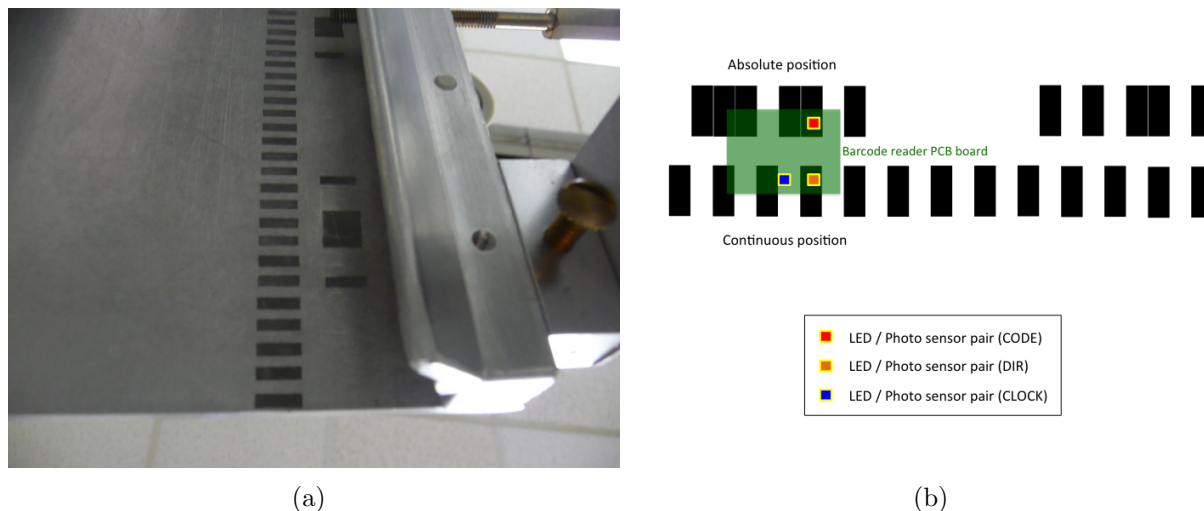 Absolute position
Barcode reader PCB board
Continuous position
LED / Photo sensor pair (CODE)
LED / Photo sensor pair (DIR)
LED / Photo sensor pair (CLOCK)
(a)
(b)